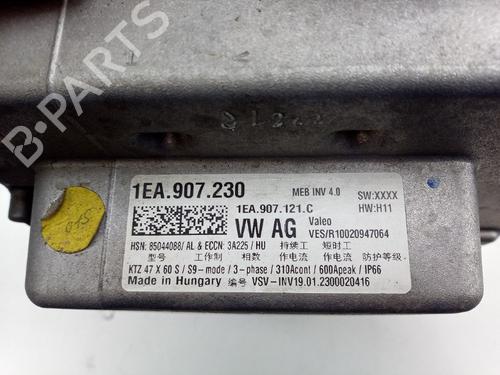 1EA.907.230
MEB INV 4.0
SW:XXXX
1EA.907.121.C
HW:H11
VW AG
Valeo
VES/R10020947064
HSN: 85044088/ AL & ECCN: 3A225 / HU 持续工 短时工
型号 工作制 相数 作电流 作电流 防护等级
KTZ 47 X 60 S / S9-mode / 3-phase / 310Acont / 600Apeak / IP66
Made in Hungary 编号 VSV-INV19.01.2300020416
B-PARTS